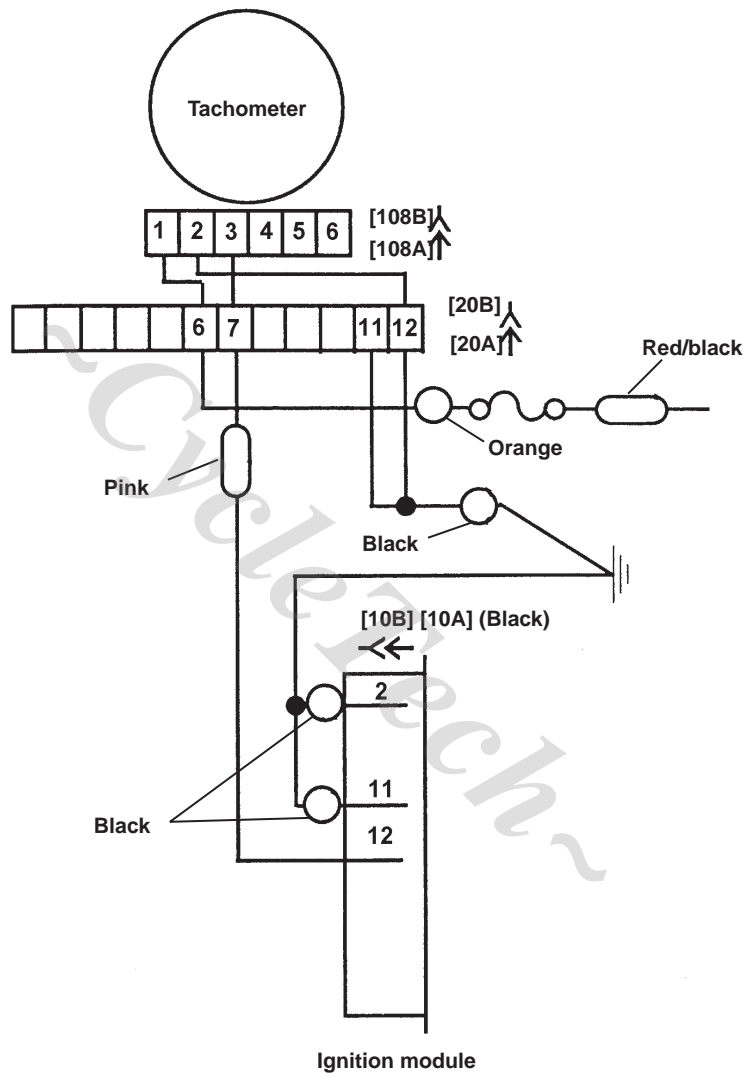 Tachometer
1 2 3 4 5 6
[108B]
[108A]
6 7 11 12
[20B]
[20A]
Red/black
Orange
Pink
Black
[10B] [10A] (Black)
2
11
12
Black
Ignition module
~CycleTech~